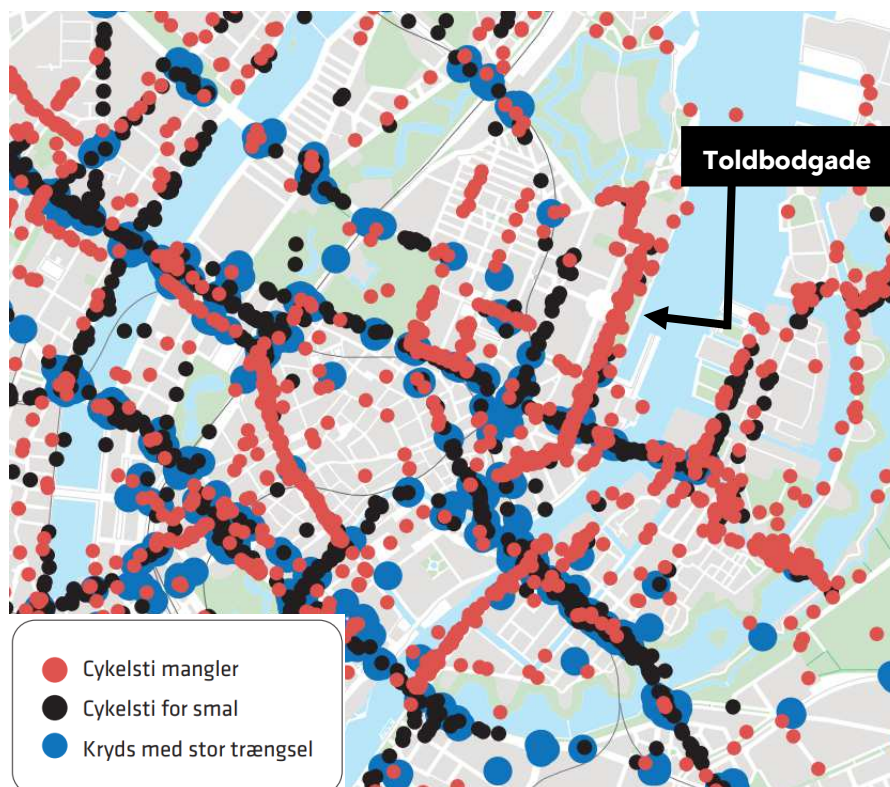 Toldbodgade
Cykelsti mangler
Cykelsti for smal
Kryds med stor trængsel